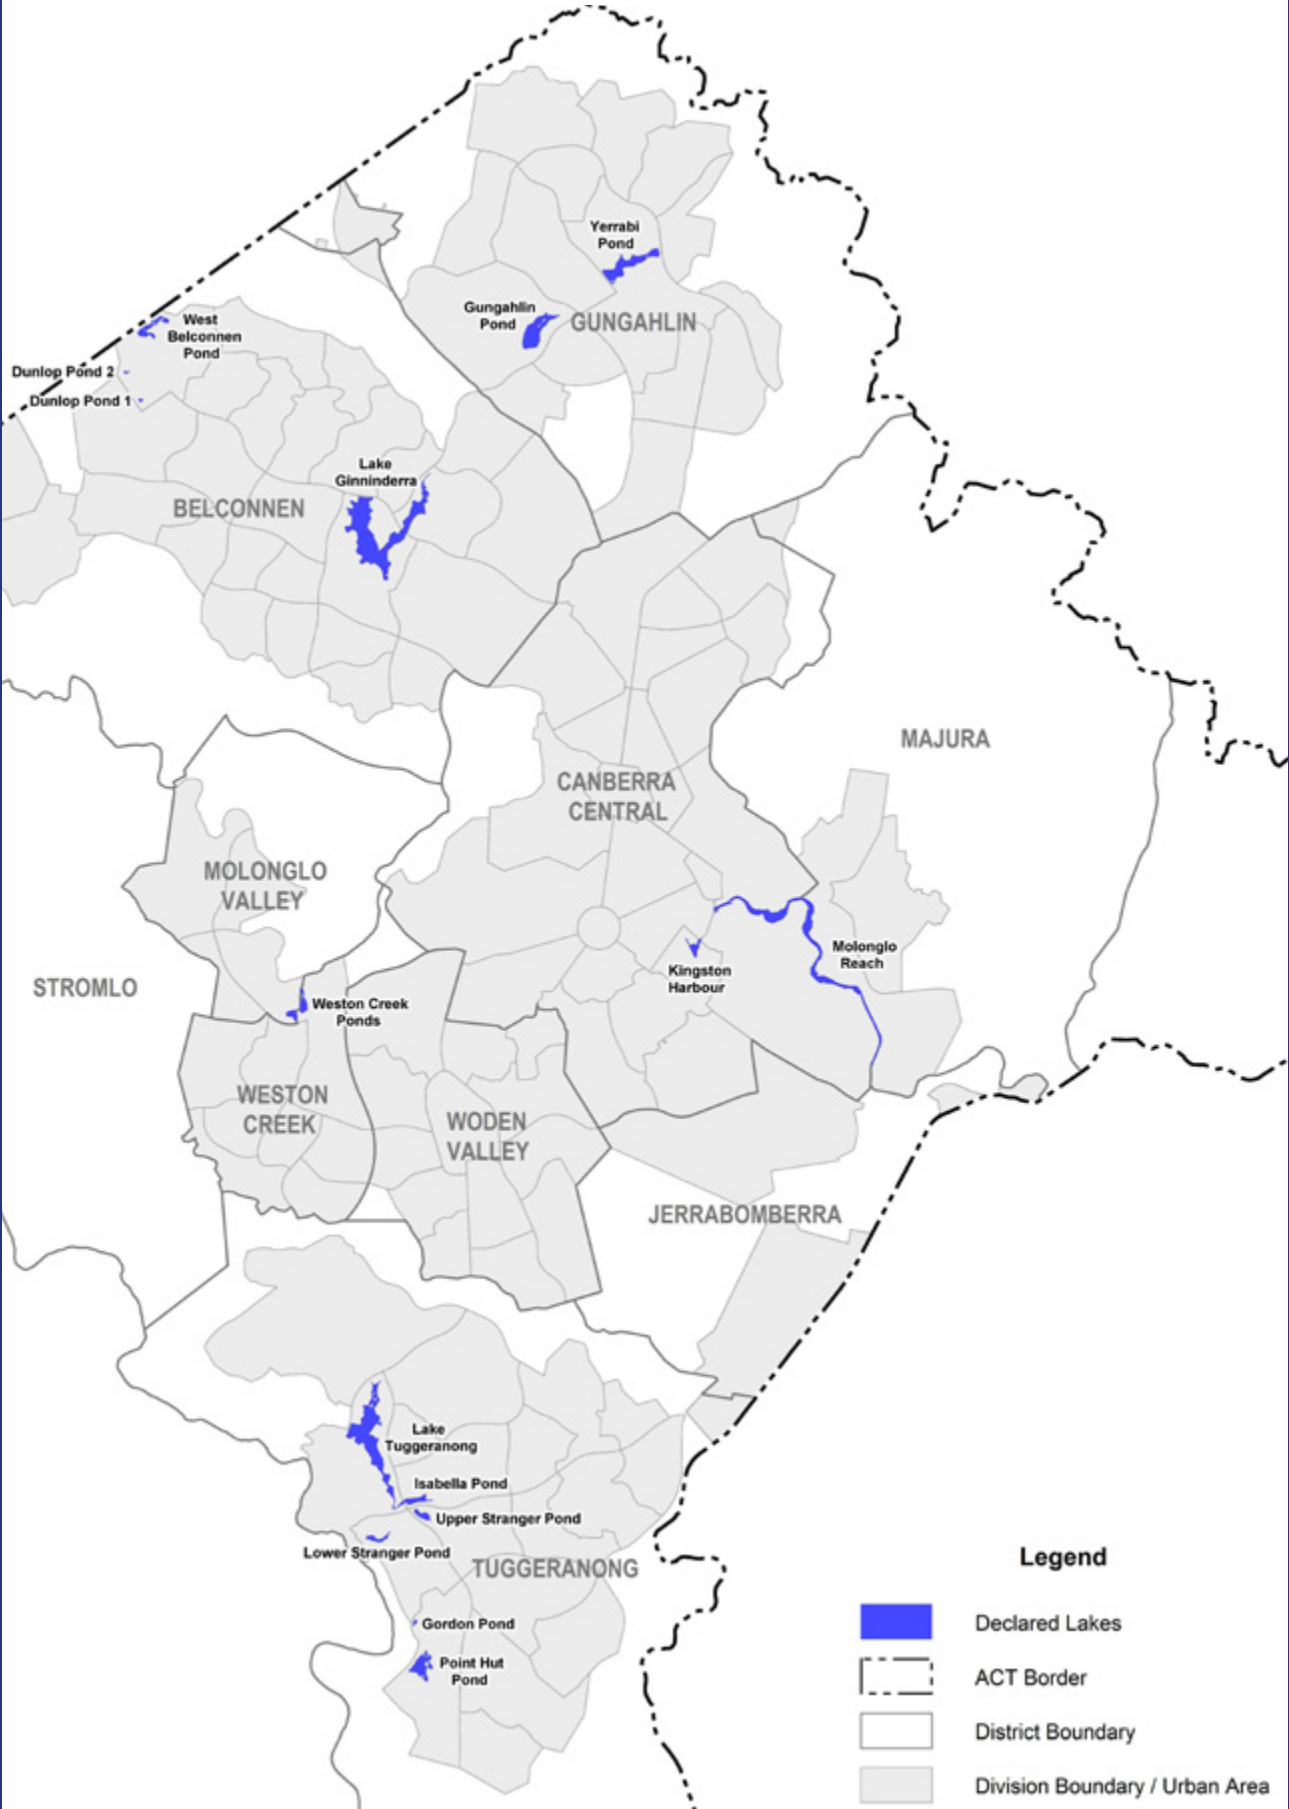 Yerrabi
Pond
Gungahlin
Pond
GUNGAHLIN
West
Belconnen
Pond
Dunlop Pond 2
Dunlop Pond 1
Lake
Ginninderra
BELCONNEN
MAJURA
CANBERRA
CENTRAL
MOLONGLO
VALLEY
Molonglo
Reach
Kingston
Harbour
STROMLO
Weston Creek
Ponds
WESTON
CREEK
WODEN
VALLEY
JERRABOMBERRA
Lake
Tuggeranong
Isabella Pond
Upper Stranger Pond
Lower Stranger Pond
TUGGERANONG
Gordon Pond
Point Hut
Pond
Legend
Declared Lakes
ACT Border
District Boundary
Division Boundary / Urban Area